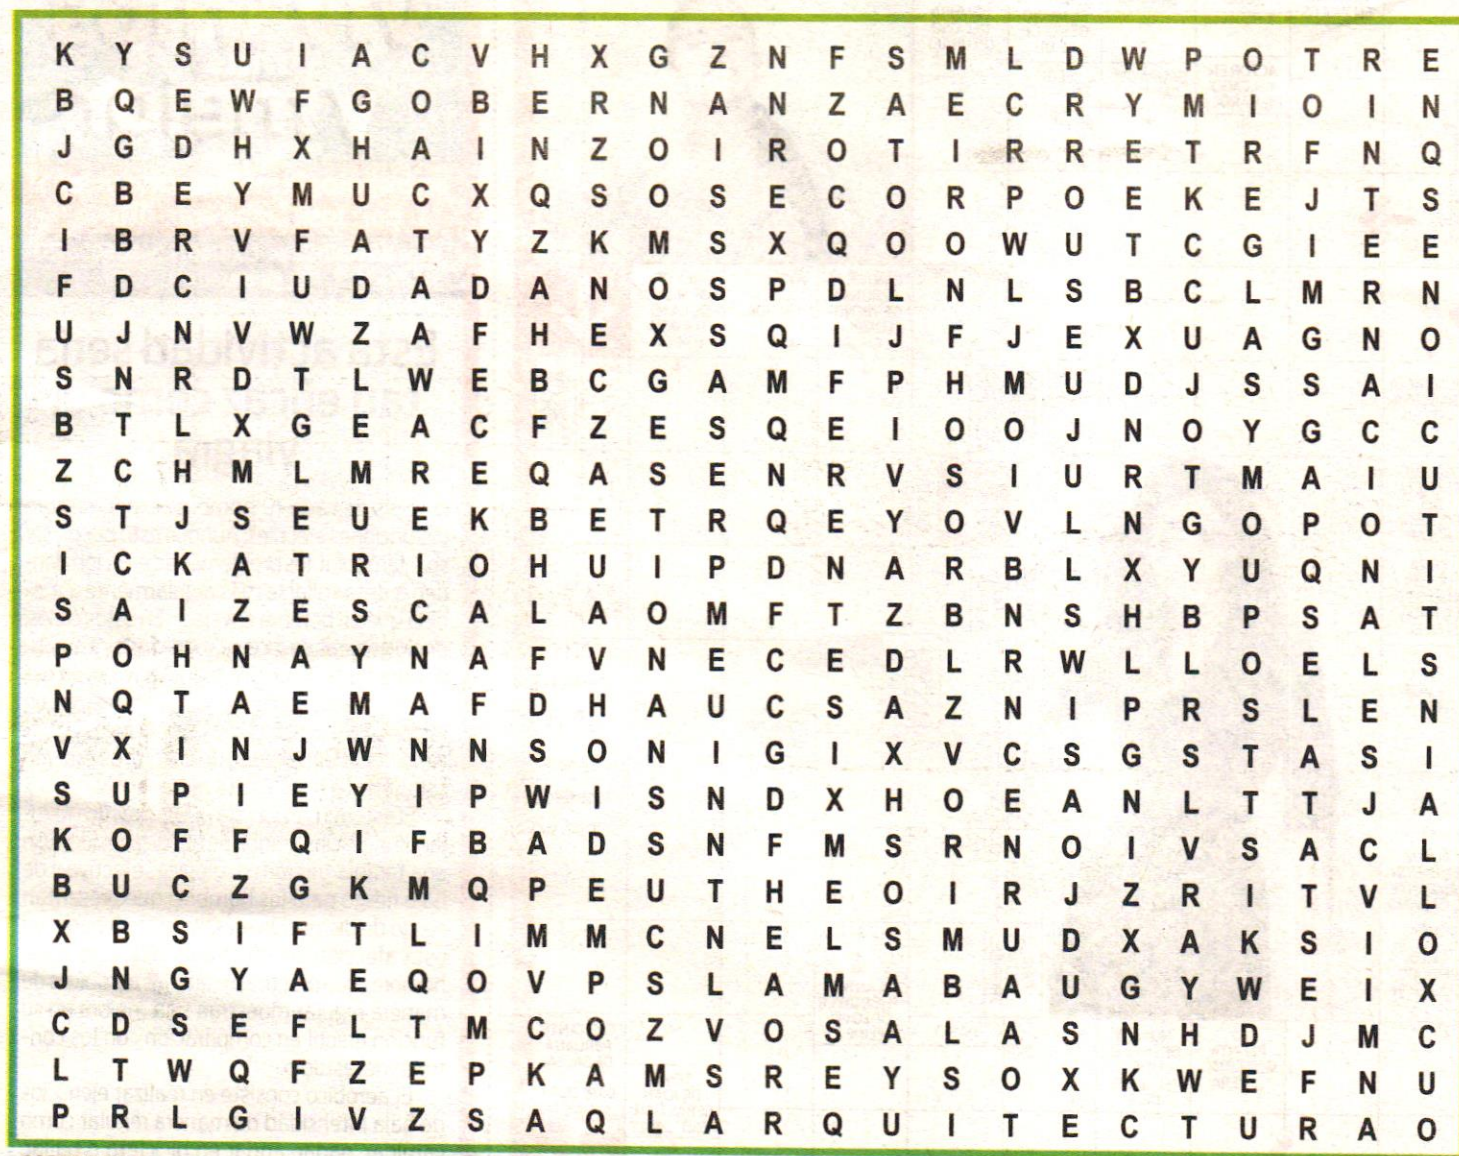 K Y S U I A C V H X G Z N F S M L D W P O T R E
B Q E W F G O B E R N A N Z A E C R Y M I O I N
J G D H X H A I N Z O I R O T I R R E T R F N Q
C B E Y M U C X Q S O S E C O R P O E K E J T S
I B R V F A T Y Z K M S X Q O O W U T C G I E E
F D C I U D A D A N O S P D L N L S B C L M R N
U J N V W Z A F H E X S Q I J F J E X U A G N O
S N R D T L W E B C G A M F P H M U D J S S A I
B T L X G E A C F Z E S Q E I O O J N O Y G C C
Z C H M L M R E Q A S E N R V S I U R T M A I U
S T J S E U E K B E T R Q E Y O V L N G O P O T
I C K A T R I O H U I P D N A R B L X Y U Q N I
S A I Z E S C A L A O M F T Z B N S H B P S A T
P O H N A Y N A F V N E C E D L R W L L O E L S
N Q T A E M A F D H A U C S A Z N I P R S L E N
V X I N J W N N S O N I G I X V C S G S T A S I
S U P I E Y I P W I S N D X H O E A N L T T J A
K O F F Q I F B A D S N F M S R N O I V S A C L
B U C Z G K M Q P E U T H E O I R J Z R I T V L
X B S I F T L I M M C N E L S M U D X A K S I O
J N G Y A E Q O V P S L A M A B A U G Y W E I X
C D S E F L T M C O Z V O S A L A S N H D J M C
L T W Q F Z E P K A M S R E Y S O X K W E F N U
P R L G I V Z S A Q L A R Q U I T E C T U R A O